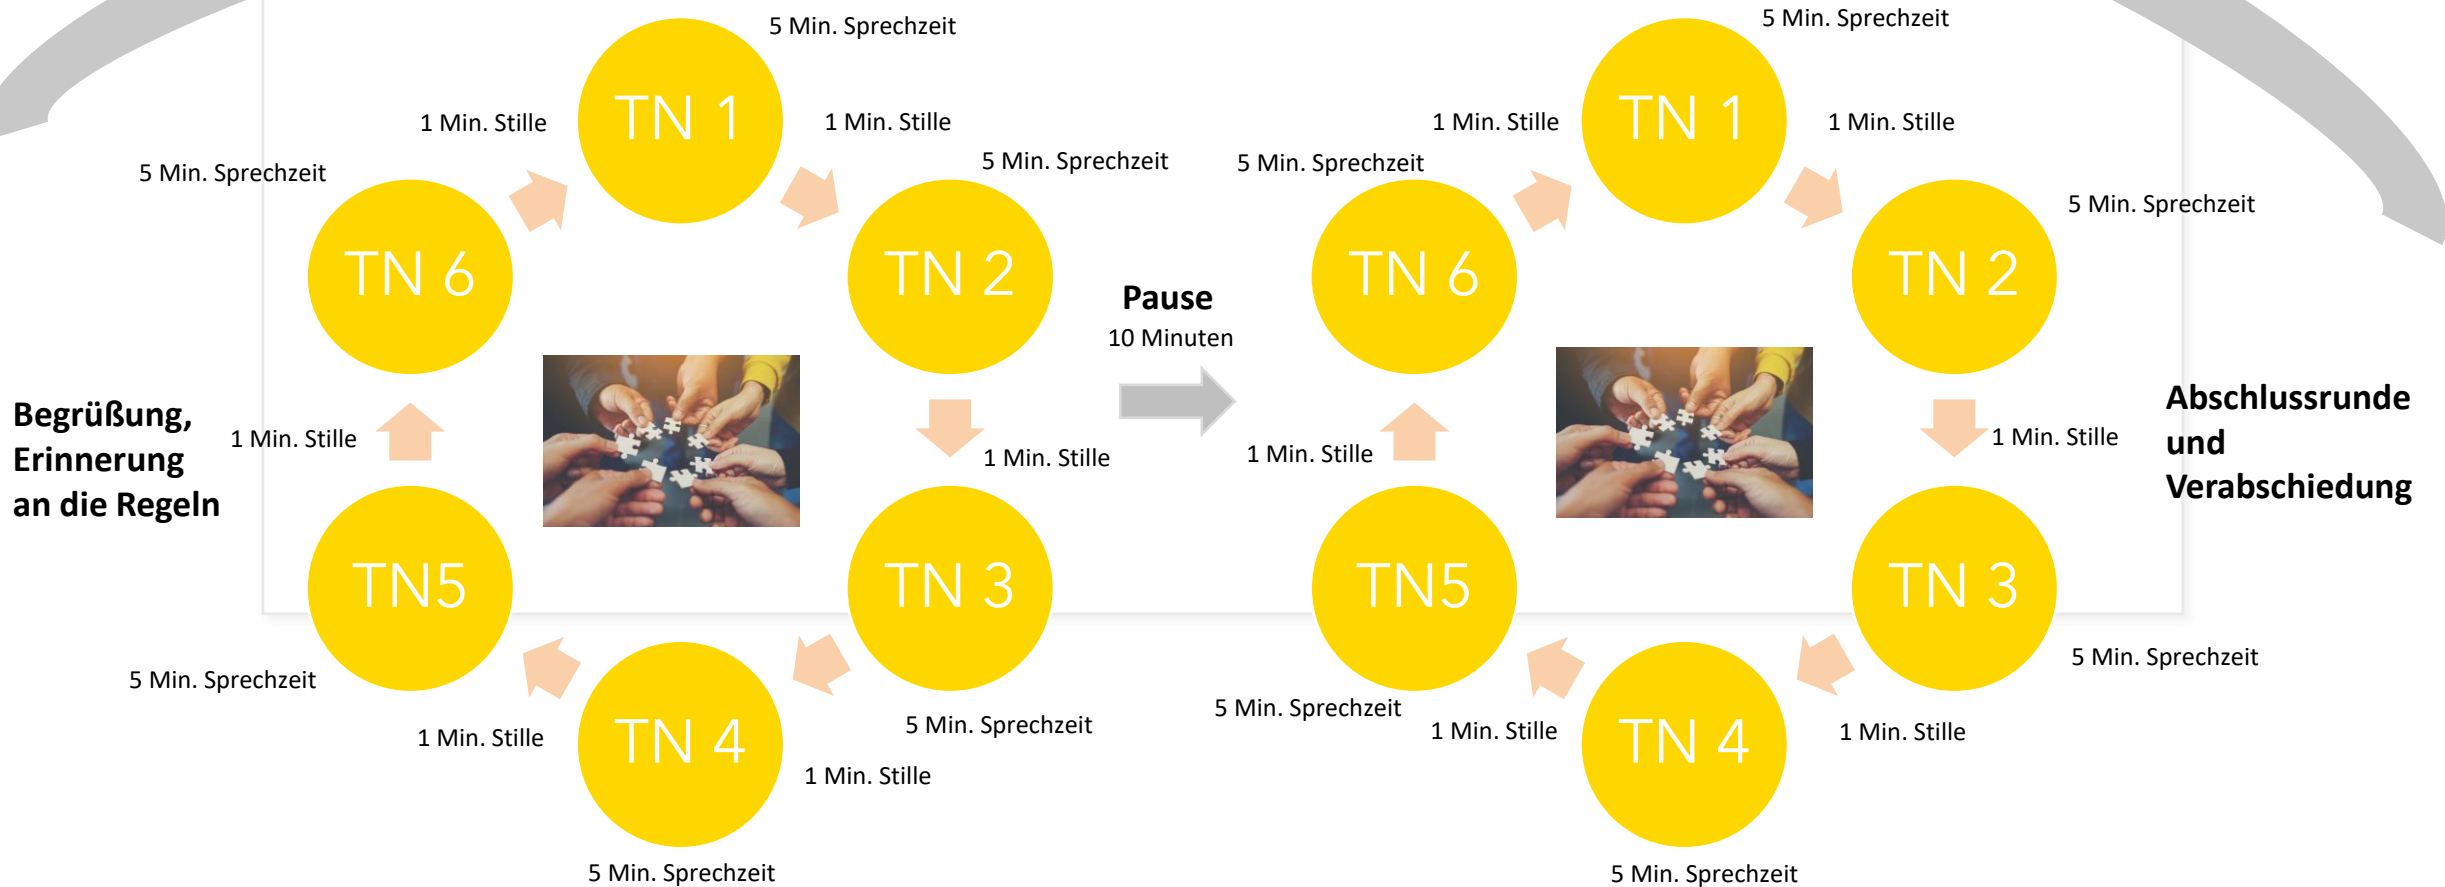 Begrüßung,
Erinnerung
an die Regeln
5 Min. Sprechzeit
TN 1
1 Min. Stille
5 Min. Sprechzeit
TN 2
1 Min. Stille
TN 3
5 Min. Sprechzeit
1 Min. Stille
TN 4
5 Min. Sprechzeit
1 Min. Stille
TN5
5 Min. Sprechzeit
1 Min. Stille
TN 6
5 Min. Sprechzeit
1 Min. Stille
Pause
10 Minuten
5 Min. Sprechzeit
TN 1
1 Min. Stille
5 Min. Sprechzeit
TN 2
1 Min. Stille
TN 3
5 Min. Sprechzeit
1 Min. Stille
TN 4
5 Min. Sprechzeit
1 Min. Stille
TN5
5 Min. Sprechzeit
1 Min. Stille
TN 6
5 Min. Sprechzeit
1 Min. Stille
Abschlussrunde
und
Verabschiedung